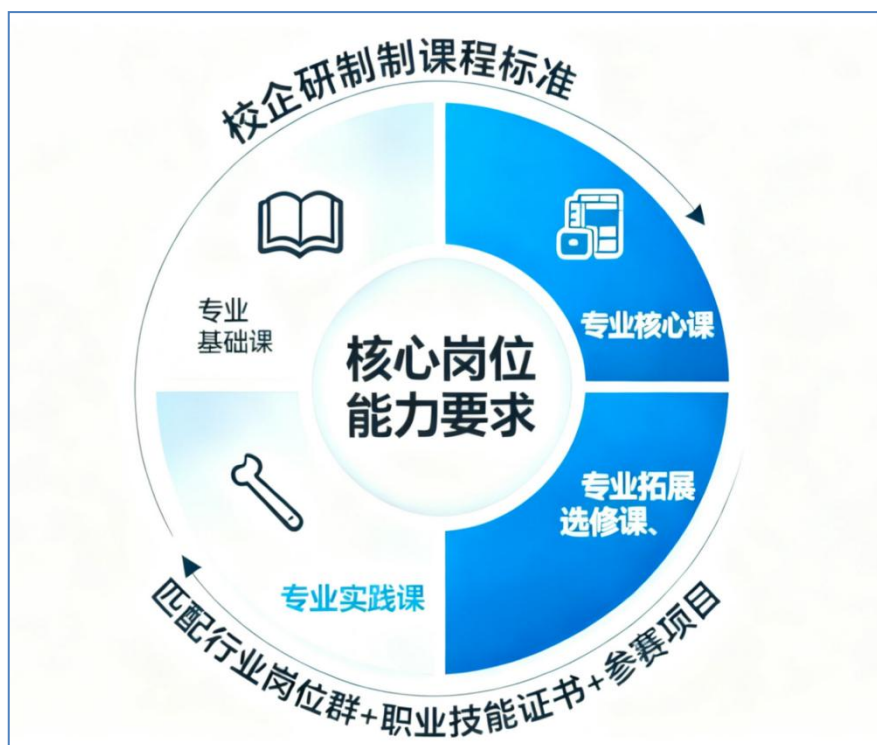 校企研制制课程标准
专业
基础课
专业核心课
核心岗位
能力要求
专业拓展
选修课、
专业实践课
匹配行业岗位群+职业技能证书+参赛项目